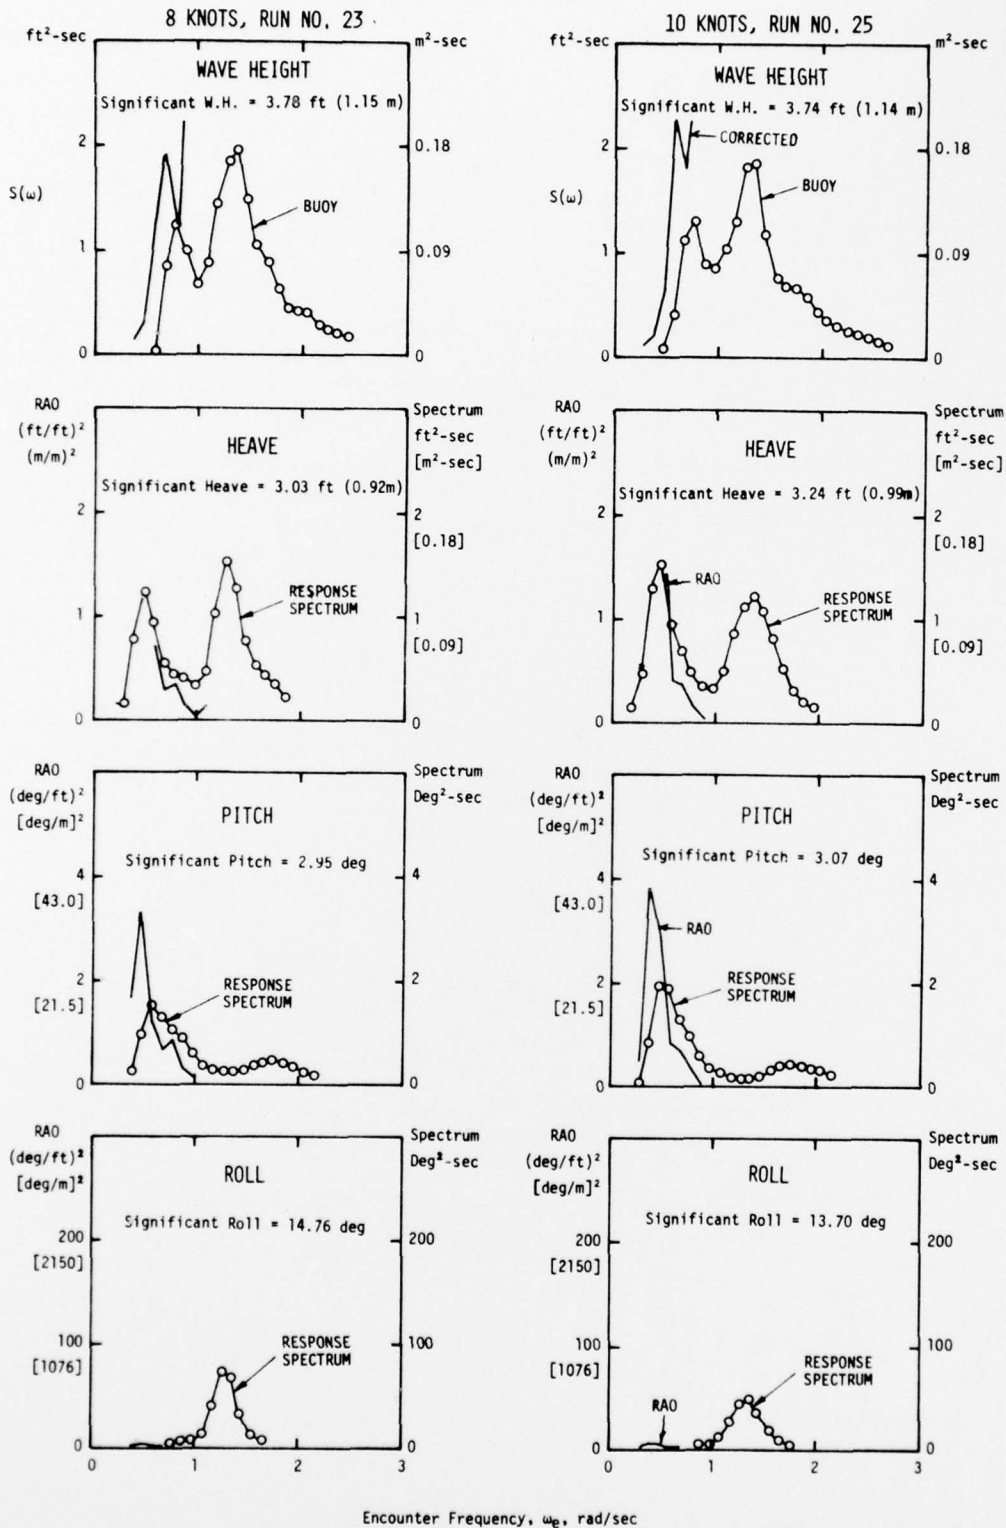 8 KNOTS, RUN NO. 23
ft²-sec
m²-sec
WAVE HEIGHT
Significant W.H. = 3.78 ft (1.15 m)
2
0.18
S(ω)
BUOY
1
0.09
0
0
RAO
(ft/ft)²
(m/m)²
Spectrum
ft²-sec
[m²-sec]
HEAVE
Significant Heave = 3.03 ft (0.92m)
2
2
[0.18]
RESPONSE
SPECTRUM
1
1
[0.09]
0
0
RAO
(deg/ft)²
[deg/m]²
Spectrum
Deg²-sec
PITCH
Significant Pitch = 2.95 deg
4
4
[43.0]
RESPONSE
SPECTRUM
2
2
[21.5]
0
0
RAO
(deg/ft)²
[deg/m]²
Spectrum
Deg²-sec
ROLL
Significant Roll = 14.76 deg
200
200
[2150]
RESPONSE
SPECTRUM
100
100
[1076]
0
0
0 1 2 3
10 KNOTS, RUN NO. 25
ft²-sec
m²-sec
WAVE HEIGHT
Significant W.H. = 3.74 ft (1.14 m)
CORRECTED
2
0.18
BUOY
S(ω)
1
0.09
0
0
RAO
(ft/ft)²
(m/m)²
Spectrum
ft²-sec
[m²-sec]
HEAVE
Significant Heave = 3.24 ft (0.99m)
2
2
[0.18]
RAO
RESPONSE
SPECTRUM
1
1
[0.09]
0
0
RAO
(deg/ft)²
[deg/m]²
Spectrum
Deg²-sec
PITCH
Significant Pitch = 3.07 deg
4
4
[43.0]
RAO
RESPONSE
SPECTRUM
2
2
[21.5]
0
0
RAO
(deg/ft)²
[deg/m]²
Spectrum
Deg²-sec
ROLL
Significant Roll = 13.70 deg
200
200
[2150]
100
100
[1076]
RESPONSE
SPECTRUM
RAO
0
0
0 1 2 3
Encounter Frequency, ωe, rad/sec